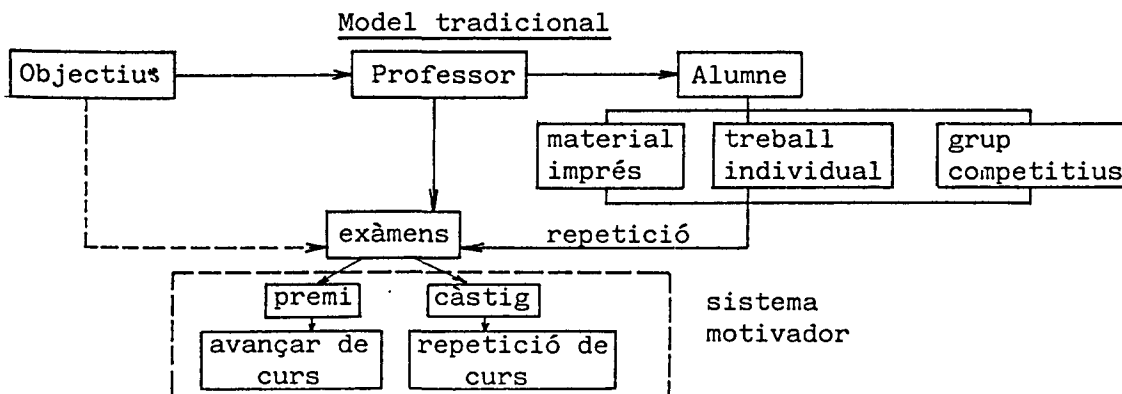 Model tradicional
Objectius
Professor
Alumne
material
imprés
treball
individual
grup
competitius
exàmens
repetició
premi
càstig
sistema
motivador
avançar de
curs
repetició de
curs